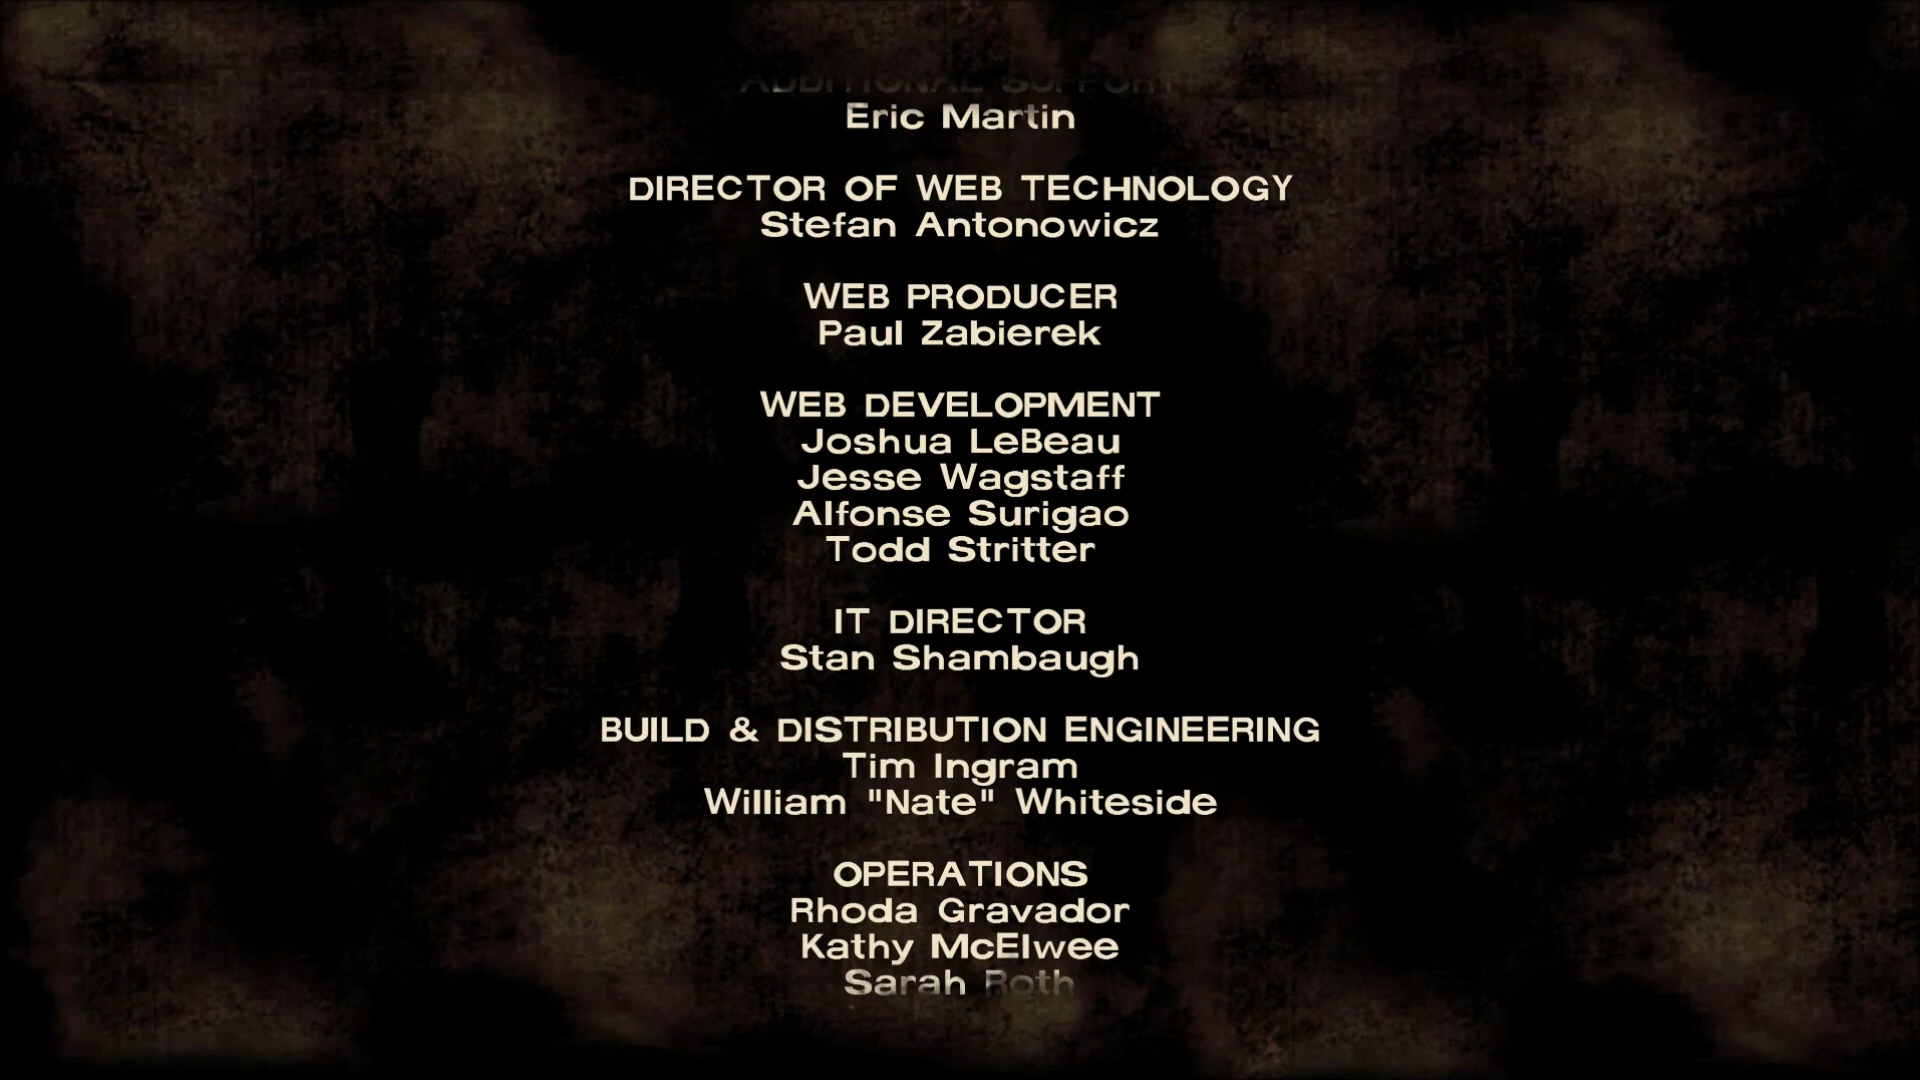 ADDITIONAL SUPPORT
Eric Martin
DIRECTOR OF WEB TECHNOLOGY
Stefan Antonowicz
WEB PRODUCER
Paul Zabierek
WEB DEVELOPMENT
Joshua LeBeau
Jesse Wagstaff
Alfonse Surigao
Todd Stritter
IT DIRECTOR
Stan Shambaugh
BUILD & DISTRIBUTION ENGINEERING
Tim Ingram
William "Nate" Whiteside
OPERATIONS
Rhoda Gravador
Kathy McElwee
Sarah Roth